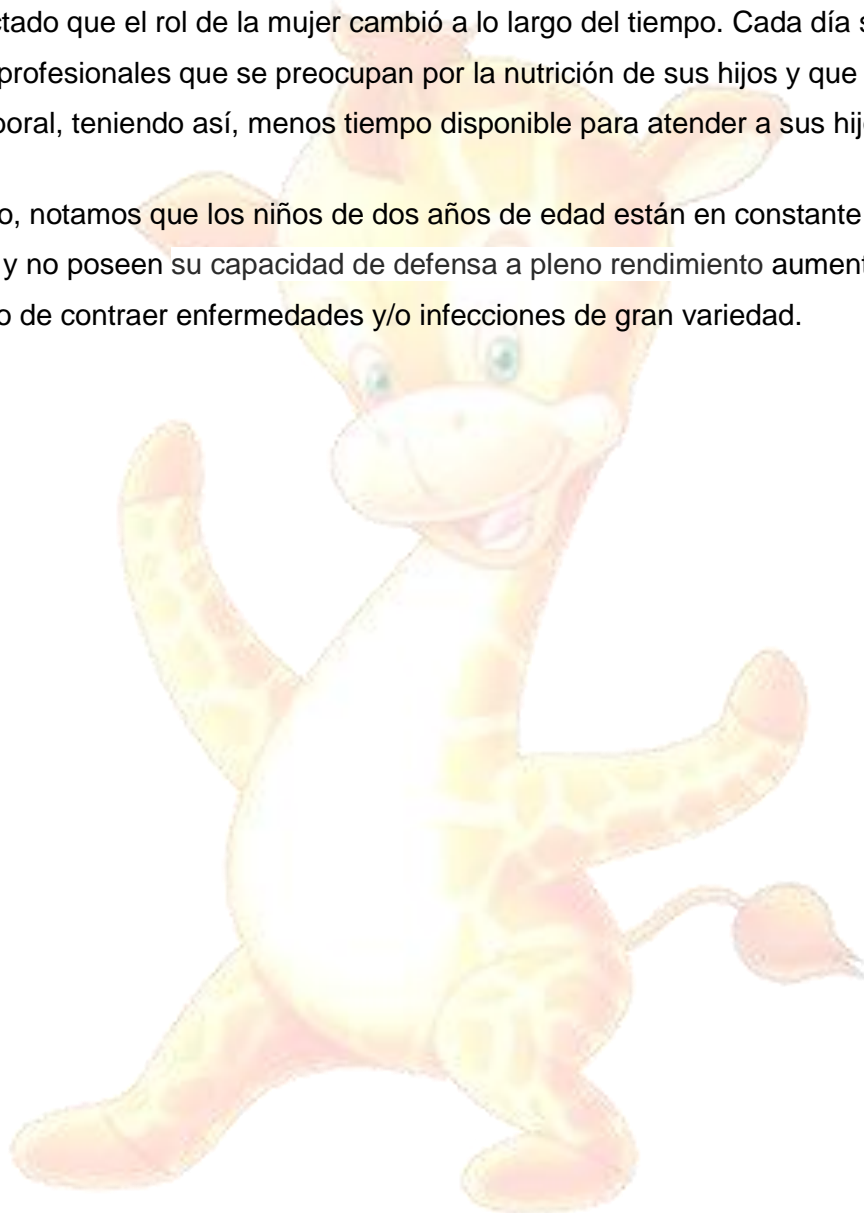 ctado que el rol de la mujer cambió a lo largo del tiempo. Cada día s
profesionales que se preocupan por la nutrición de sus hijos y que
poral, teniendo así, menos tiempo disponible para atender a sus hij
o, notamos que los niños de dos años de edad están en constante
y no poseen su capacidad de defensa a pleno rendimiento aument
o de contraer enfermedades y/o infecciones de gran variedad.